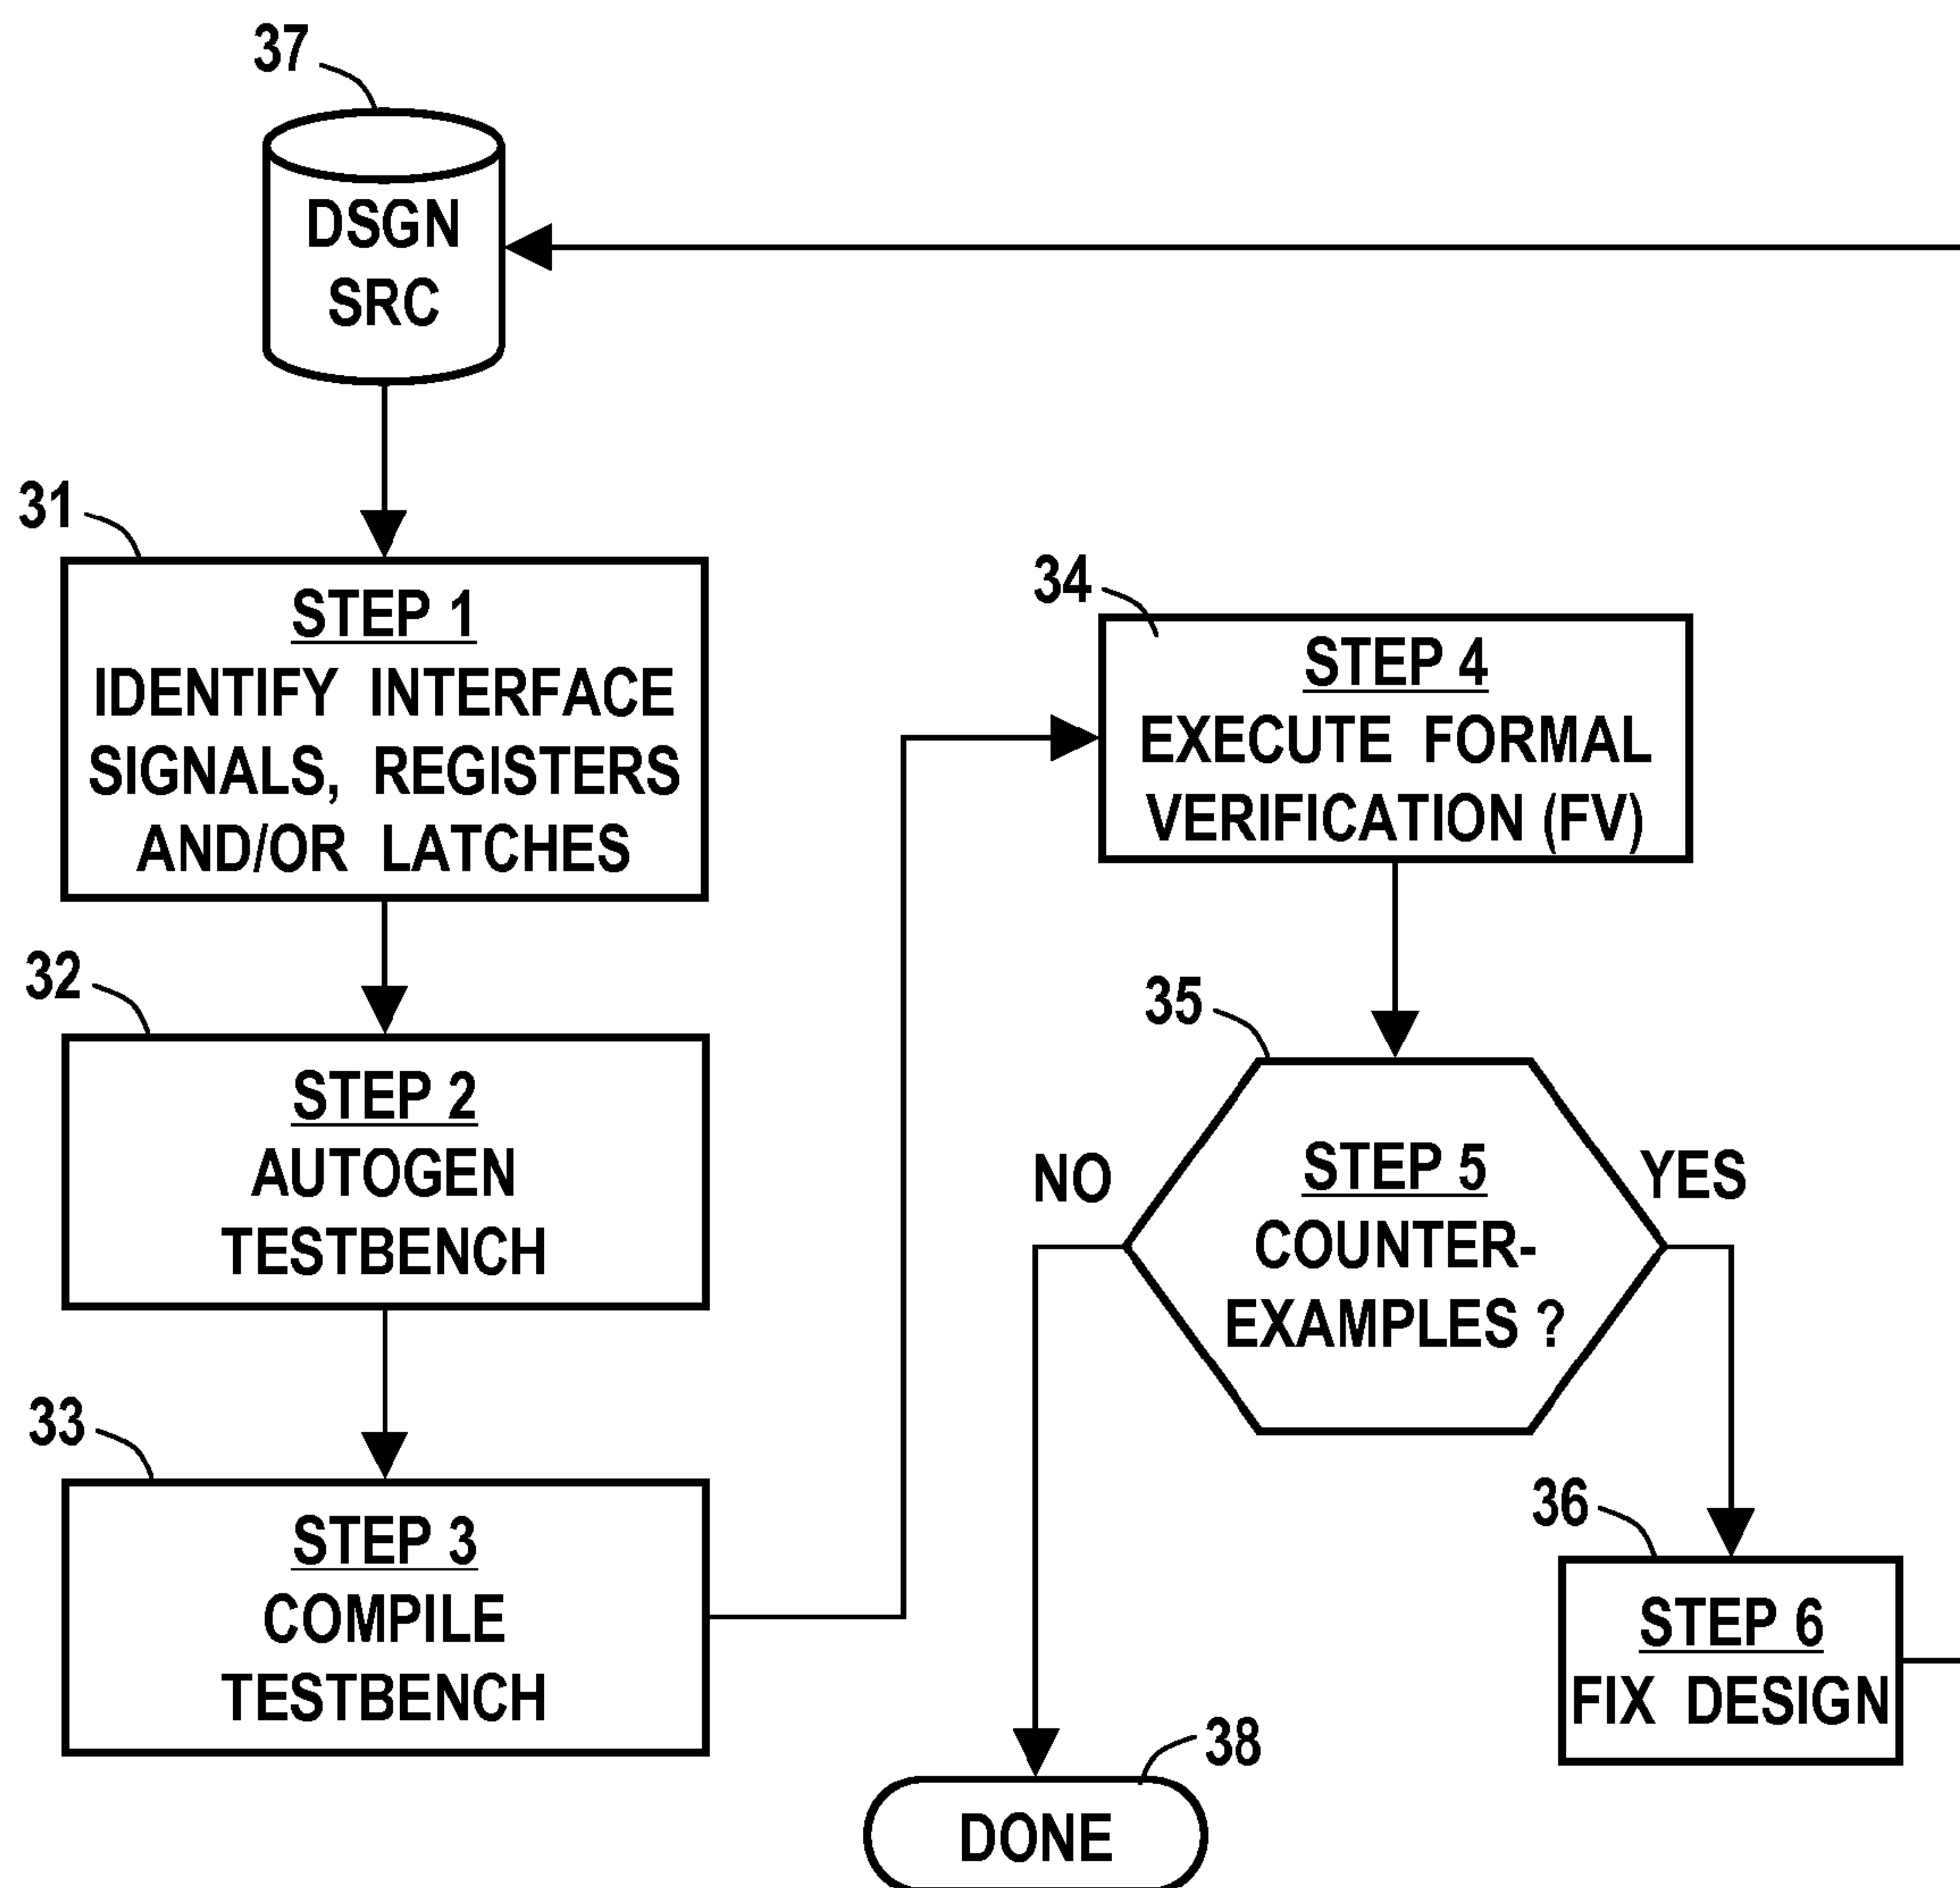 37
DSGN
SRC
31
STEP 1
IDENTIFY INTERFACE
SIGNALS, REGISTERS
AND/OR LATCHES
32
STEP 2
AUTOGEN
TESTBENCH
33
STEP 3
COMPILE
TESTBENCH
34
STEP 4
EXECUTE FORMAL
VERIFICATION (FV)
35
NO
STEP 5
COUNTER-
EXAMPLES ?
YES
36
STEP 6
FIX DESIGN
38
DONE